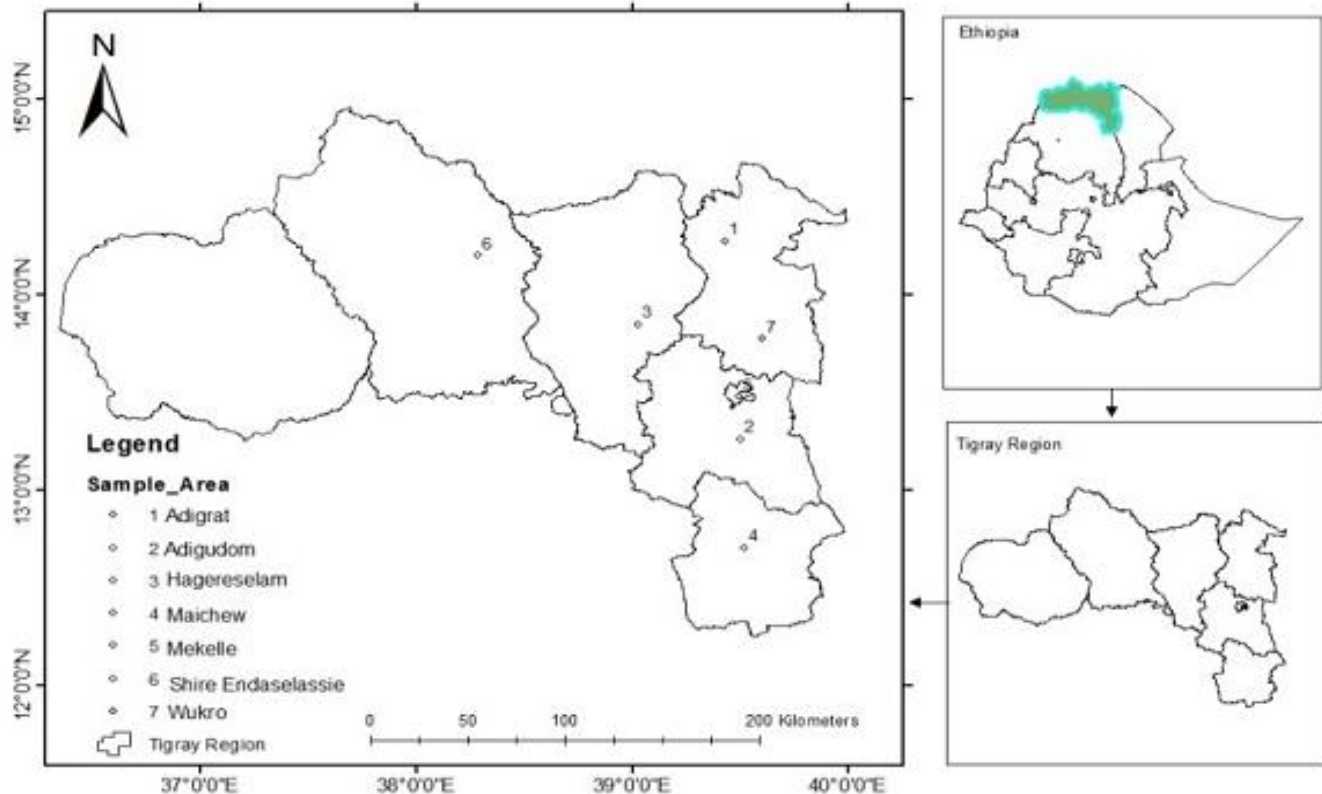 N
15°0'0"N
14°0'0"N
13°0'0"N
12°0'0"N
37°0'0"E
38°0'0"E
39°0'0"E
40°0'0"E
6
1
3
7
2
4
Legend
Sample_Area
1 Adigrat
2 Adigudom
3 Hagereselam
4 Maichew
5 Mekelle
6 Shire Endaselassie
7 Wukro
Tigray Region
0 50 100 200 Kilometers
Ethiopia
Tigray Region